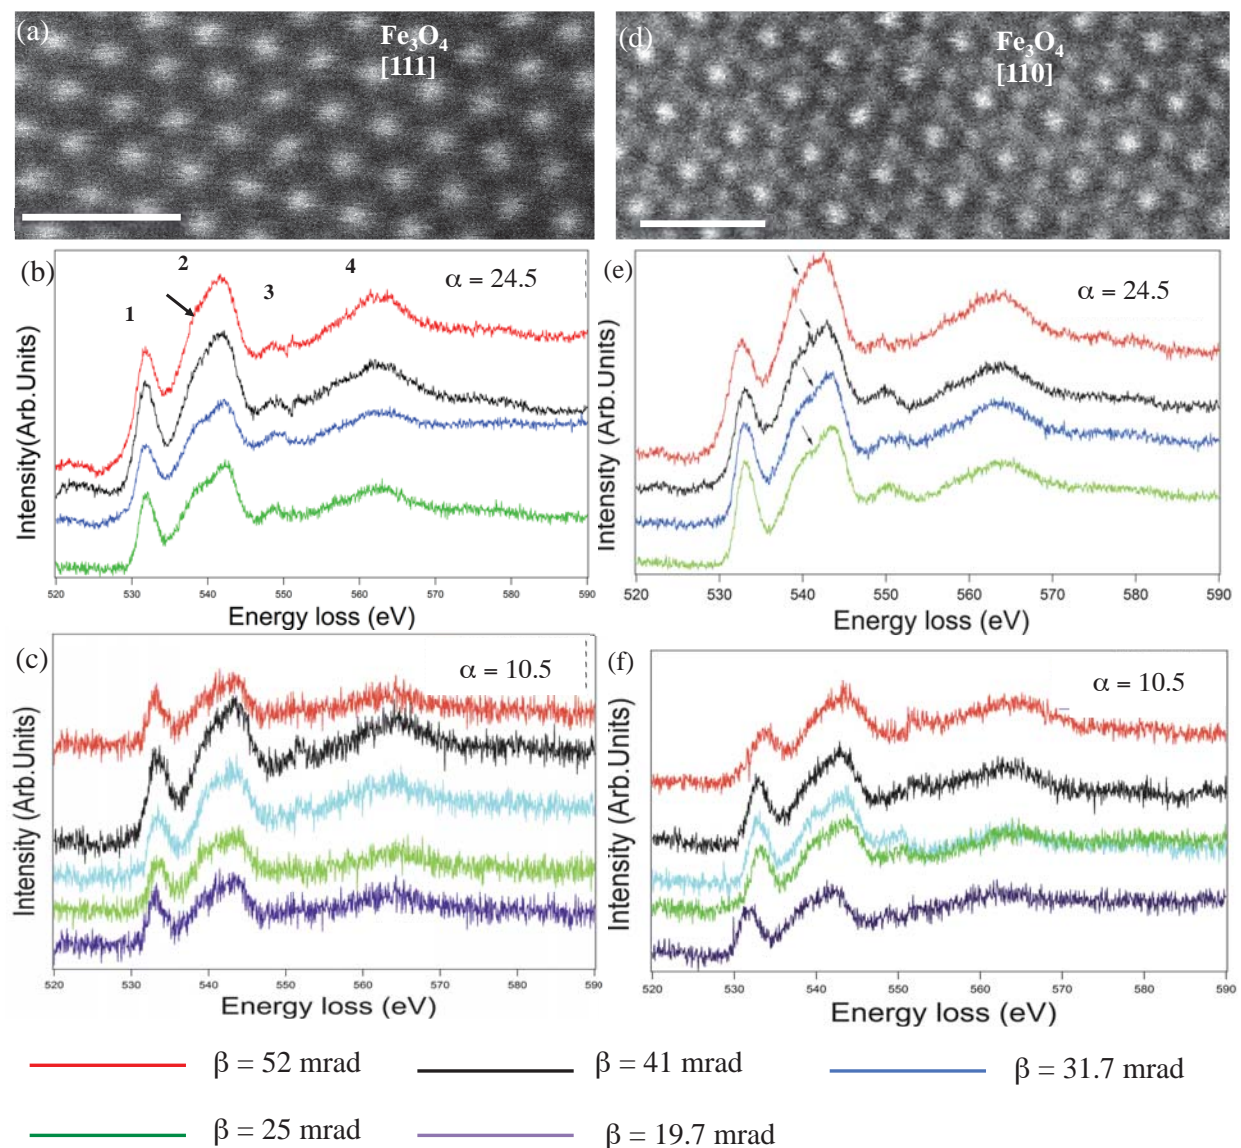 (a)
Fe3O4
[111]
(d)
Fe3O4
[110]
(b)
1
2
3
4
α = 24.5
Intensity(Arb.Units)
520 530 540 550 560 570 580 590
Energy loss (eV)
(e)
α = 24.5
Intensity (Arb. Units)
520 530 540 550 560 570 580 590
Energy loss (eV)
(c)
α = 10.5
Intensity (Arb.Units)
520 530 540 550 560 570 580 590
Energy loss (eV)
(f)
α = 10.5
Intensity (Arb.Units)
520 530 540 550 560 570 580 590
Energy loss (eV)
β = 52 mrad
β = 41 mrad
β = 31.7 mrad
β = 25 mrad
β = 19.7 mrad